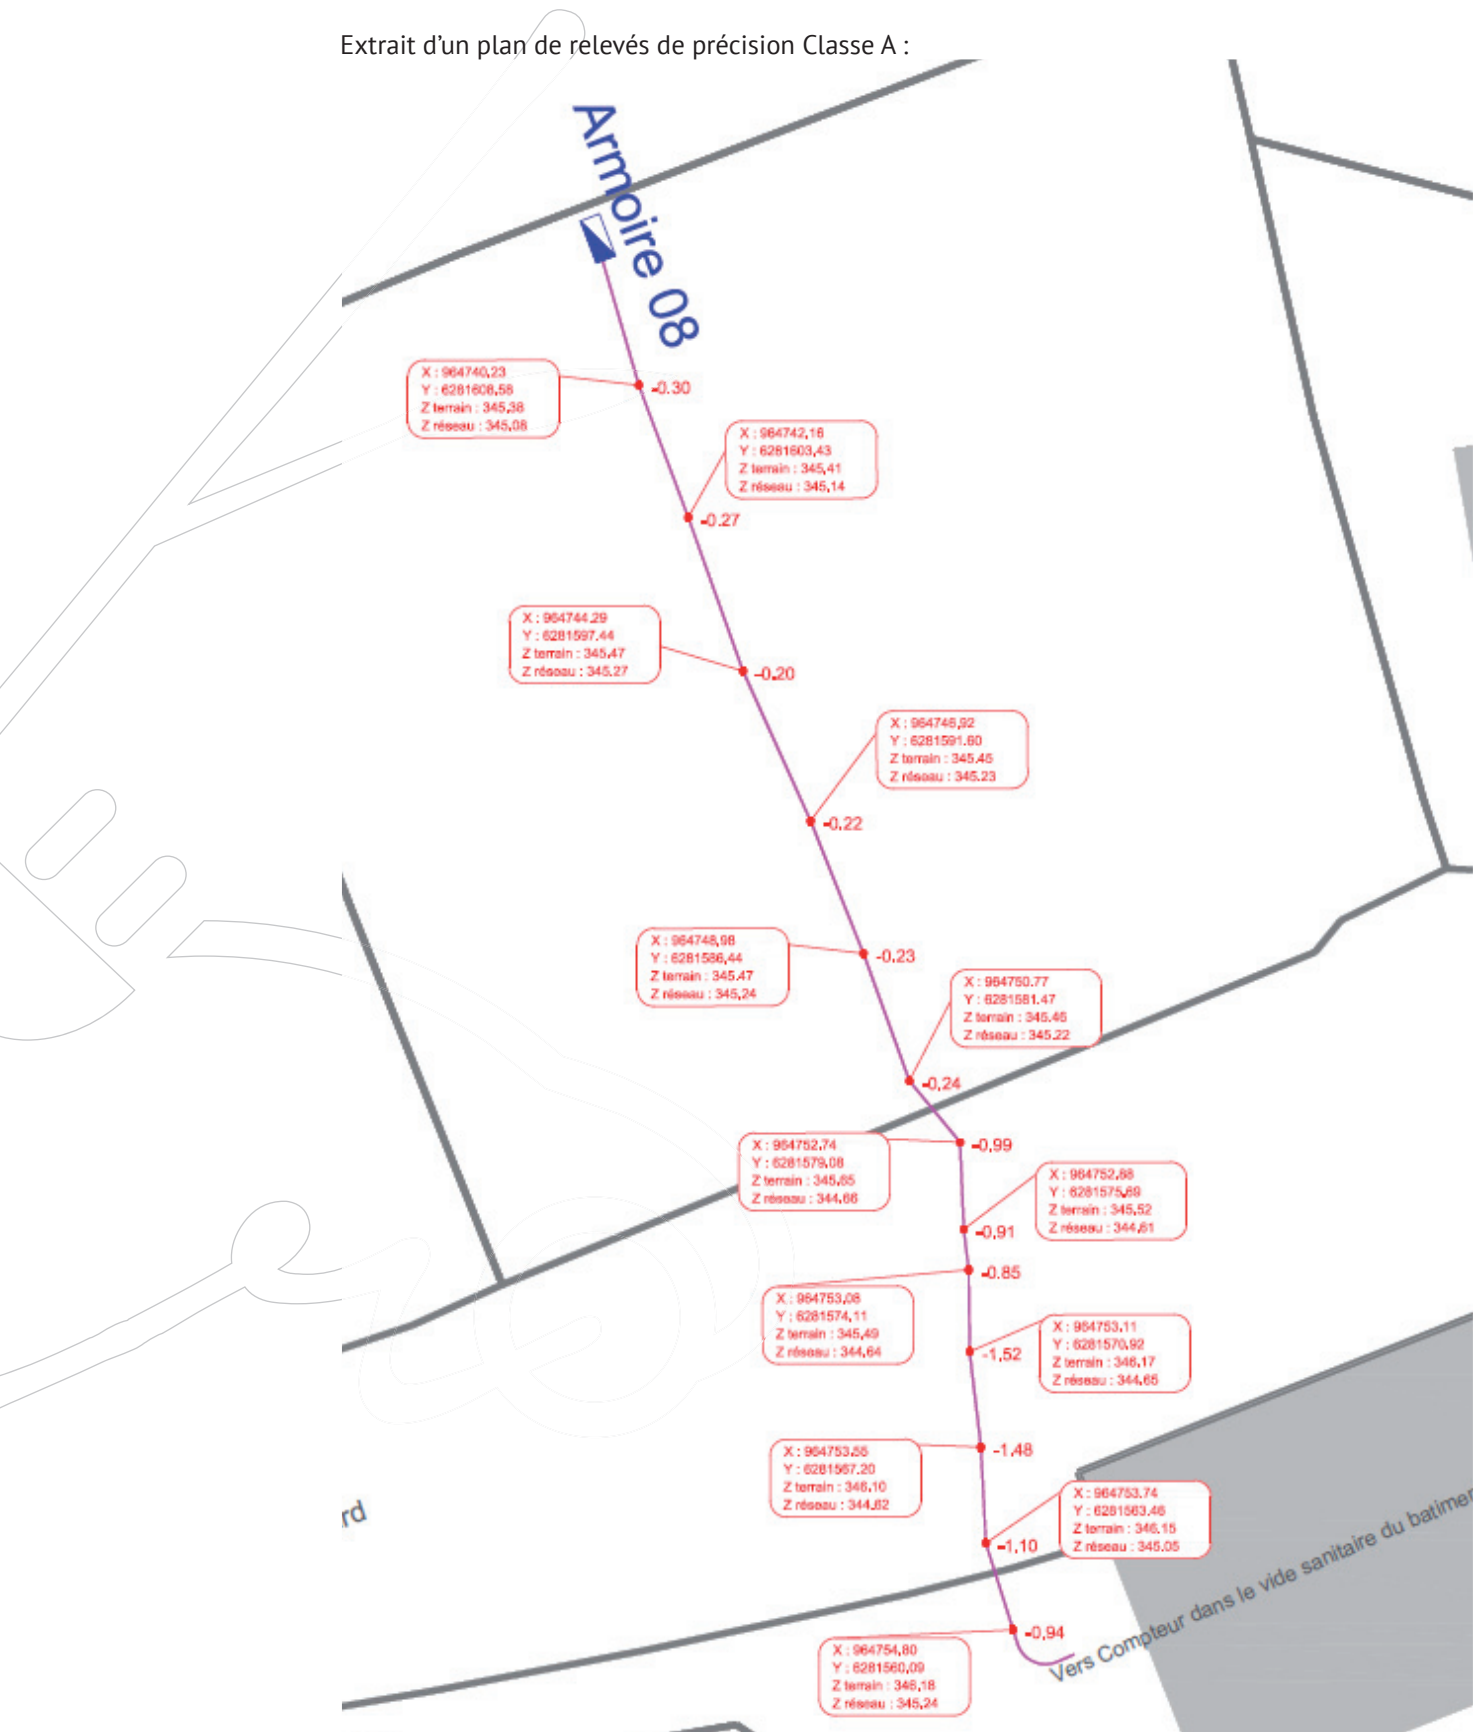 Extrait d’un plan de relevés de précision Classe A :
Armoire 08
X : 964740,23
Y : 6281608,58
Z terrain : 345,38
Z réseau : 345,08
-0.30
X : 964742,16
Y : 6281603,43
Z terrain : 345,41
Z réseau : 345,14
-0.27
X : 964744.29
Y : 6281597,44
Z terrain : 345,47
Z réseau : 345,27
-0.20
X : 964746,92
Y : 6281591.60
Z terrain : 345.45
Z réseau : 345.23
-0.22
X : 964748,98
Y : 6281586,44
Z terrain : 345.47
Z réseau : 345,24
-0.23
X : 964750.77
Y : 6281581.47
Z terrain : 345.46
Z réseau : 345.22
-0,24
X : 964752.74
Y : 6281579,08
Z terrain : 345,65
Z réseau : 344,66
-0,99
X : 964752,88
Y : 6281575,69
Z terrain : 345,52
Z réseau : 344,61
-0,91
X : 964753,08
Y : 6281574,11
Z terrain : 345,49
Z réseau : 344,64
-0.85
X : 964753,11
Y : 6281570,92
Z terrain : 346,17
Z réseau : 344,65
-1,52
X : 964753,55
Y : 6281567.20
Z terrain : 346,10
Z réseau : 344,62
-1.48
X : 964753.74
Y : 6281563,46
Z terrain : 346.15
Z réseau : 345.05
-1,10
rd
Vers Compteur dans le vide sanitaire du batimen
X : 964754,80
Y : 6281560,09
Z terrain : 346,18
Z réseau : 345,24
-0,94